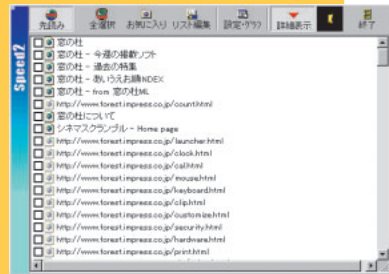 先読み 全選択 お気に入り リスト編集 設定・グラフ 詳細表示 終了
Speed2
窓の杜
窓の杜 - 今週の掲載ソフト
窓の杜 - 過去の特集
窓の杜 - あいうえお順INDEX
窓の杜 - from 窓の杜ML
http://www.forest.impress.co.jp/count.html
窓の杜について
シネマスクランブル - Home page
http://www.forest.impress.co.jp/launcher.html
http://www.forest.impress.co.jp/clock.html
http://www.forest.impress.co.jp/cal.html
http://www.forest.impress.co.jp/mouse.html
http://www.forest.impress.co.jp/keyboard.html
http://www.forest.impress.co.jp/clip.html
http://www.forest.impress.co.jp/customize.html
http://www.forest.impress.co.jp/security.html
http://www.forest.impress.co.jp/hardware.html
http://www.forest.impress.co.jp/print.html